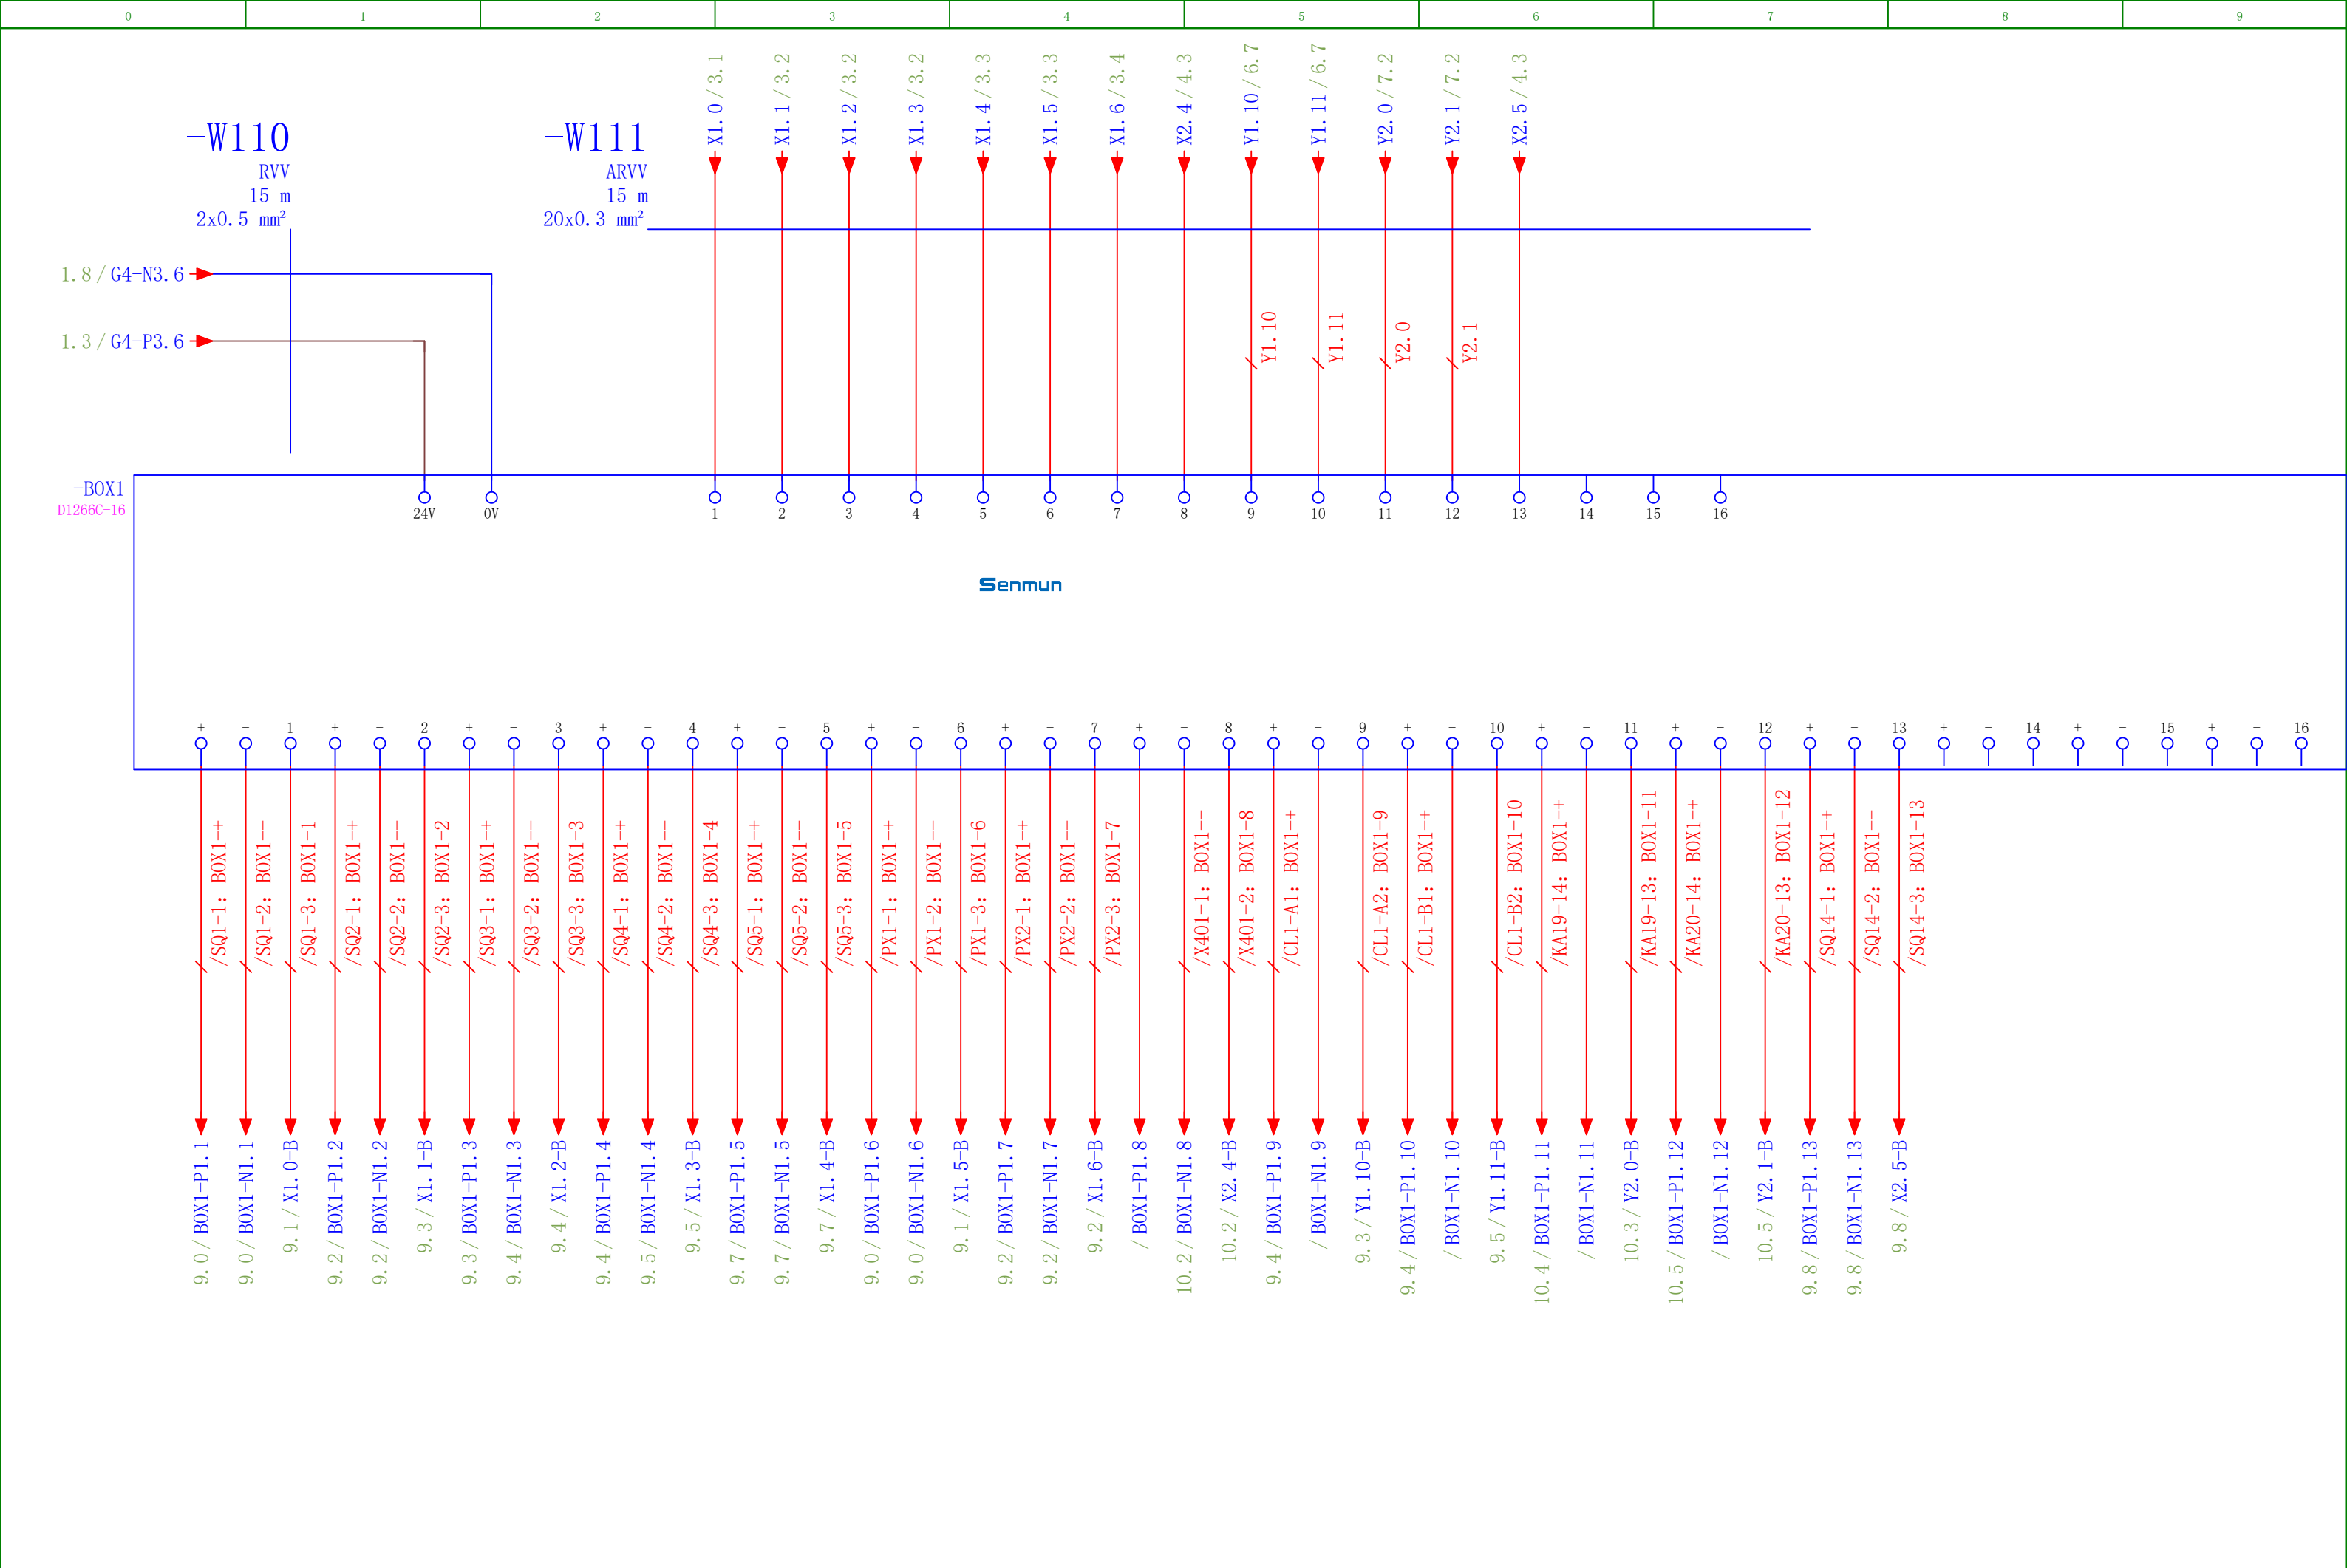 0 1 2 3 4 5 6 7 8 9
X1.0/3.1
X1.1/3.2
X1.2/3.2
X1.3/3.2
X1.4/3.3
X1.5/3.3
X1.6/3.4
X2.4/4.3
Y1.10/6.7
Y1.11/6.7
Y2.0/7.2
Y2.1/7.2
X2.5/4.3
-W110
RVV
15 m
2x0.5 mm²
-W111
ARVV
15 m
20x0.3 mm²
1.8/G4-N3.6
1.3/G4-P3.6
Y1.10
Y1.11
Y2.0
Y2.1
-BOX1
D1266C-16
24V 0V 1 2 3 4 5 6 7 8 9 10 11 12 13 14 15 16
Senmun
+ - 1 + - 2 + - 3 + - 4 + - 5 + - 6 + - 7 + - 8 + - 9 + - 10 + - 11 + - 12 + - 13 + - 14 + - 15 + - 16
/SQ1-1: BOX1-+
/SQ1-2: BOX1--
/SQ1-3: BOX1-1
/SQ2-1: BOX1-+
/SQ2-2: BOX1--
/SQ2-3: BOX1-2
/SQ3-1: BOX1-+
/SQ3-2: BOX1--
/SQ3-3: BOX1-3
/SQ4-1: BOX1-+
/SQ4-2: BOX1--
/SQ4-3: BOX1-4
/SQ5-1: BOX1-+
/SQ5-2: BOX1--
/SQ5-3: BOX1-5
/PX1-1: BOX1-+
/PX1-2: BOX1--
/PX1-3: BOX1-6
/PX2-1: BOX1-+
/PX2-2: BOX1--
/PX2-3: BOX1-7
/X401-1: BOX1--
/X401-2: BOX1-8
/CL1-A1: BOX1-+
/CL1-A2: BOX1-9
/CL1-B1: BOX1-+
/CL1-B2: BOX1-10
/KA19-14: BOX1-+
/KA19-13: BOX1-11
/KA20-14: BOX1-+
/KA20-13: BOX1-12
/SQ14-1: BOX1-+
/SQ14-2: BOX1--
/SQ14-3: BOX1-13
9.0/BOX1-P1.1
9.0/BOX1-N1.1
9.1/X1.0-B
9.2/BOX1-P1.2
9.2/BOX1-N1.2
9.3/X1.1-B
9.3/BOX1-P1.3
9.4/BOX1-N1.3
9.4/X1.2-B
9.4/BOX1-P1.4
9.5/BOX1-N1.4
9.5/X1.3-B
9.7/BOX1-P1.5
9.7/BOX1-N1.5
9.7/X1.4-B
9.0/BOX1-P1.6
9.0/BOX1-N1.6
9.1/X1.5-B
9.2/BOX1-P1.7
9.2/BOX1-N1.7
9.2/X1.6-B
/BOX1-P1.8
10.2/BOX1-N1.8
10.2/X2.4-B
9.4/BOX1-P1.9
/BOX1-N1.9
9.3/Y1.10-B
9.4/BOX1-P1.10
/BOX1-N1.10
9.5/Y1.11-B
10.4/BOX1-P1.11
/BOX1-N1.11
10.3/Y2.0-B
10.5/BOX1-P1.12
/BOX1-N1.12
10.5/Y2.1-B
9.8/BOX1-P1.13
9.8/BOX1-N1.13
9.8/X2.5-B